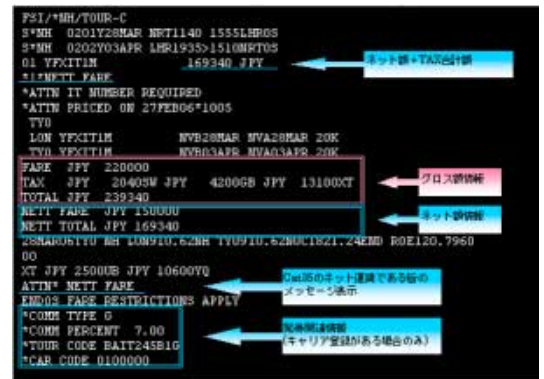 FSI/*NH/TOUR-C
S*NH 0201Y28MAR NRT1140 1555LHR0S
S*NH 0202Y03APR LHR1935>1510NRT0S
01 YFXIT1M 169340 JPY
ネット額+TAX合計額
*1*NETT FARE
*ATTN IT NUMBER REQUIRED
*ATTN PRICED ON 27FEB06*1005
TYO
LON YFXIT1M NVB28MAR NVA28MAR 20K
TYO YFXIT1M NVB03APR NVA03APR 20K
FARE JPY 220000
TAX JPY 2040SW JPY 4200GB JPY 13100XT
TOTAL JPY 239340
グロス額情報
NETT FARE JPY 150000
NETT TOTAL JPY 169340
ネット額情報
28MAR06TYO NH LON910.62NH TYO910.62NUC1821.24END ROE120.7960
00
XT JPY 2500UB JPY 10600YQ
ATTN* NETT FARE
Cat35のネット運賃である旨の
メッセージ表示
ENDOS FARE RESTRICTIONS APPLY
*COMM TYPE G
*COMM PERCENT 7.00
*TOUR CODE BAIT245B1G
*CAR CODE 0100000
発券関連情報
(キャリア登録がある場合のみ)